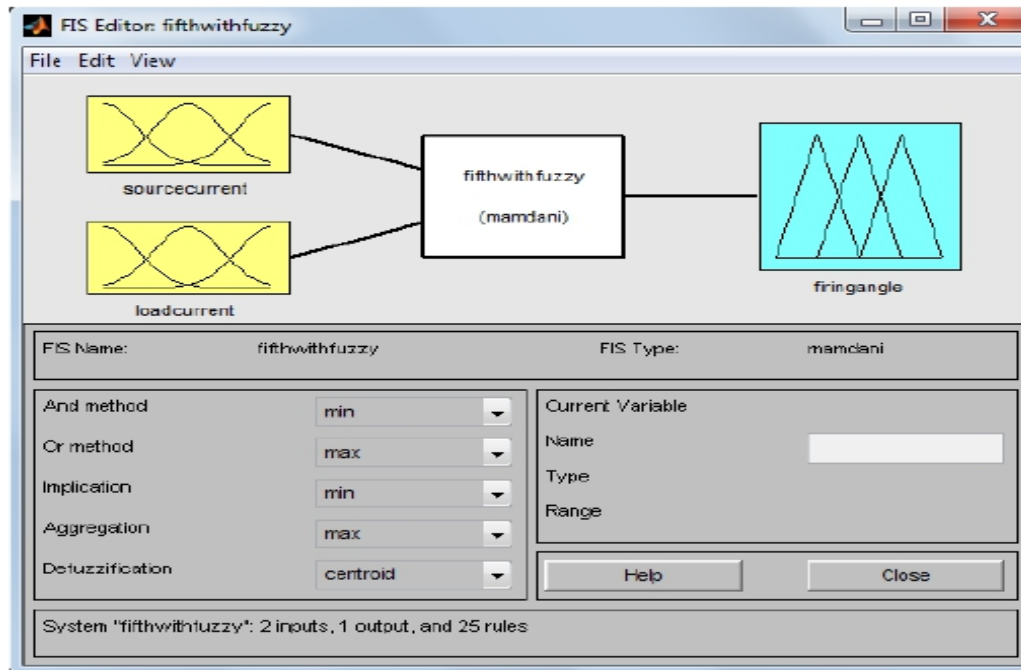 FIS Editor: fifthwithfuzzy
File Edit View
sourcecurrent
loadcurrent
fifthwithfuzzy
(mamdani)
firingangle
FIS Name: fifthwithfuzzy FIS Type: mamdani
And method min
Or method max
Implication min
Aggregation max
Defuzzification centroid
Current Variable
Name
Type
Range
Help Close
System "fifthwithfuzzy": 2 inputs, 1 output, and 25 rules